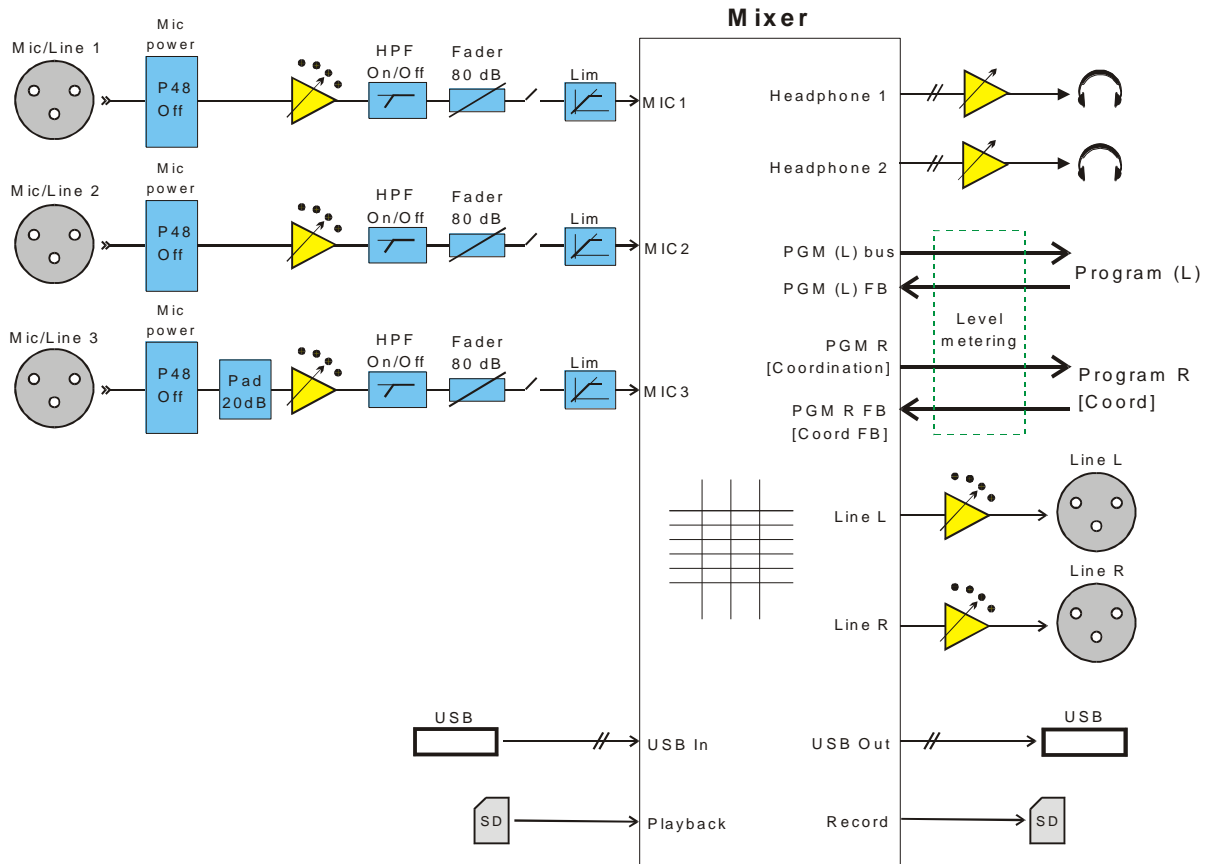 Mixer
Mic/Line 1
Mic
power
P48
Off
HPF
On/Off
Fader
80 dB
Lim
MIC1
Mic/Line 2
Mic
power
P48
Off
HPF
On/Off
Fader
80 dB
Lim
MIC2
Mic/Line 3
Mic
power
P48
Off
Pad
20dB
HPF
On/Off
Fader
80 dB
Lim
MIC3
USB
USB In
SD
Playback
Headphone 1
Headphone 2
PGM (L) bus
PGM (L) FB
Level
metering
Program (L)
PGM R
[Coordination]
PGM R FB
[Coord FB]
Program R
[Coord]
Line L
Line L
Line R
Line R
USB Out
USB
Record
SD